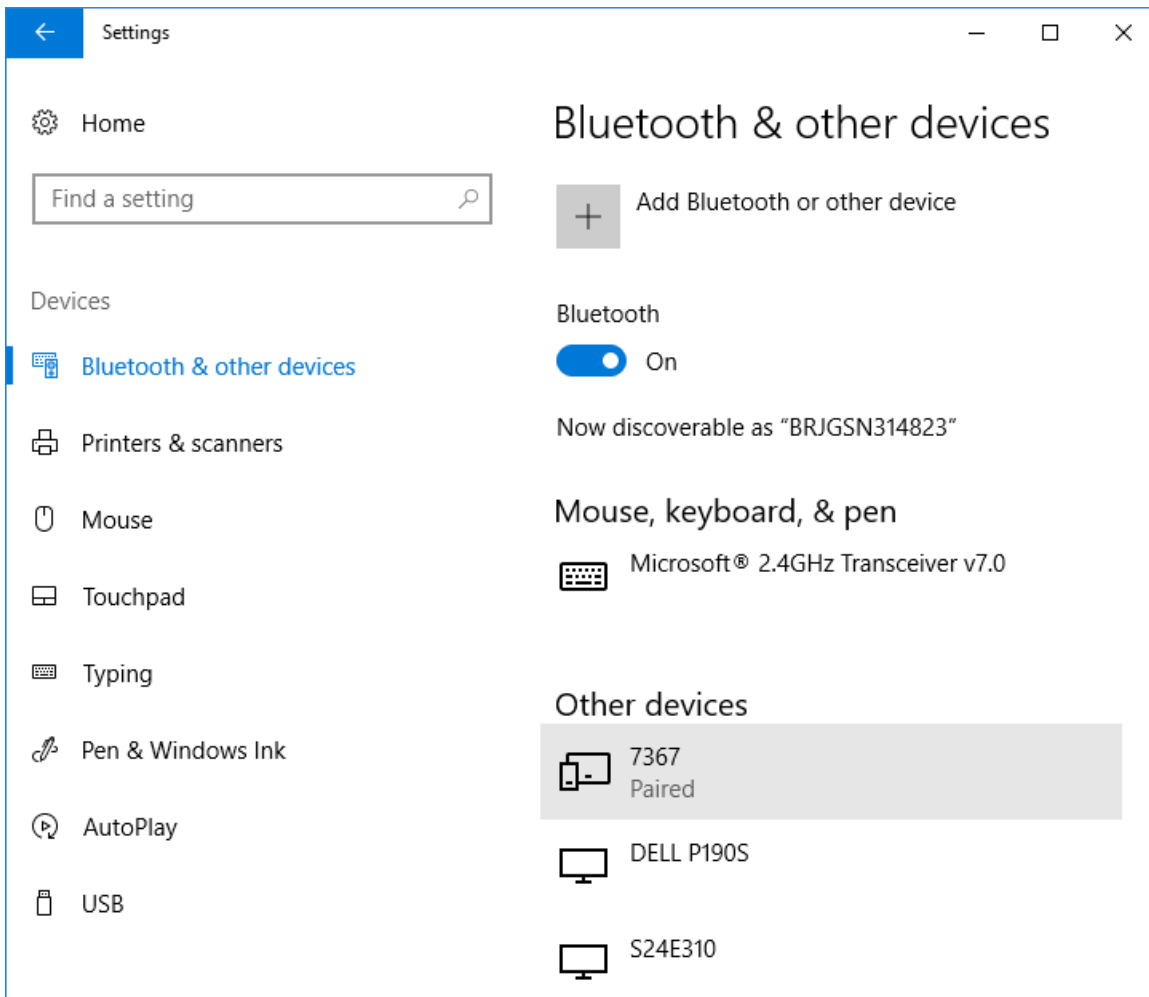 Settings
Home
Find a setting
Devices
Bluetooth & other devices
Printers & scanners
Mouse
Touchpad
Typing
Pen & Windows Ink
AutoPlay
USB
Bluetooth & other devices
Add Bluetooth or other device
Bluetooth
On
Now discoverable as “BRJGSN314823”
Mouse, keyboard, & pen
Microsoft® 2.4GHz Transceiver v7.0
Other devices
7367
Paired
DELL P190S
S24E310